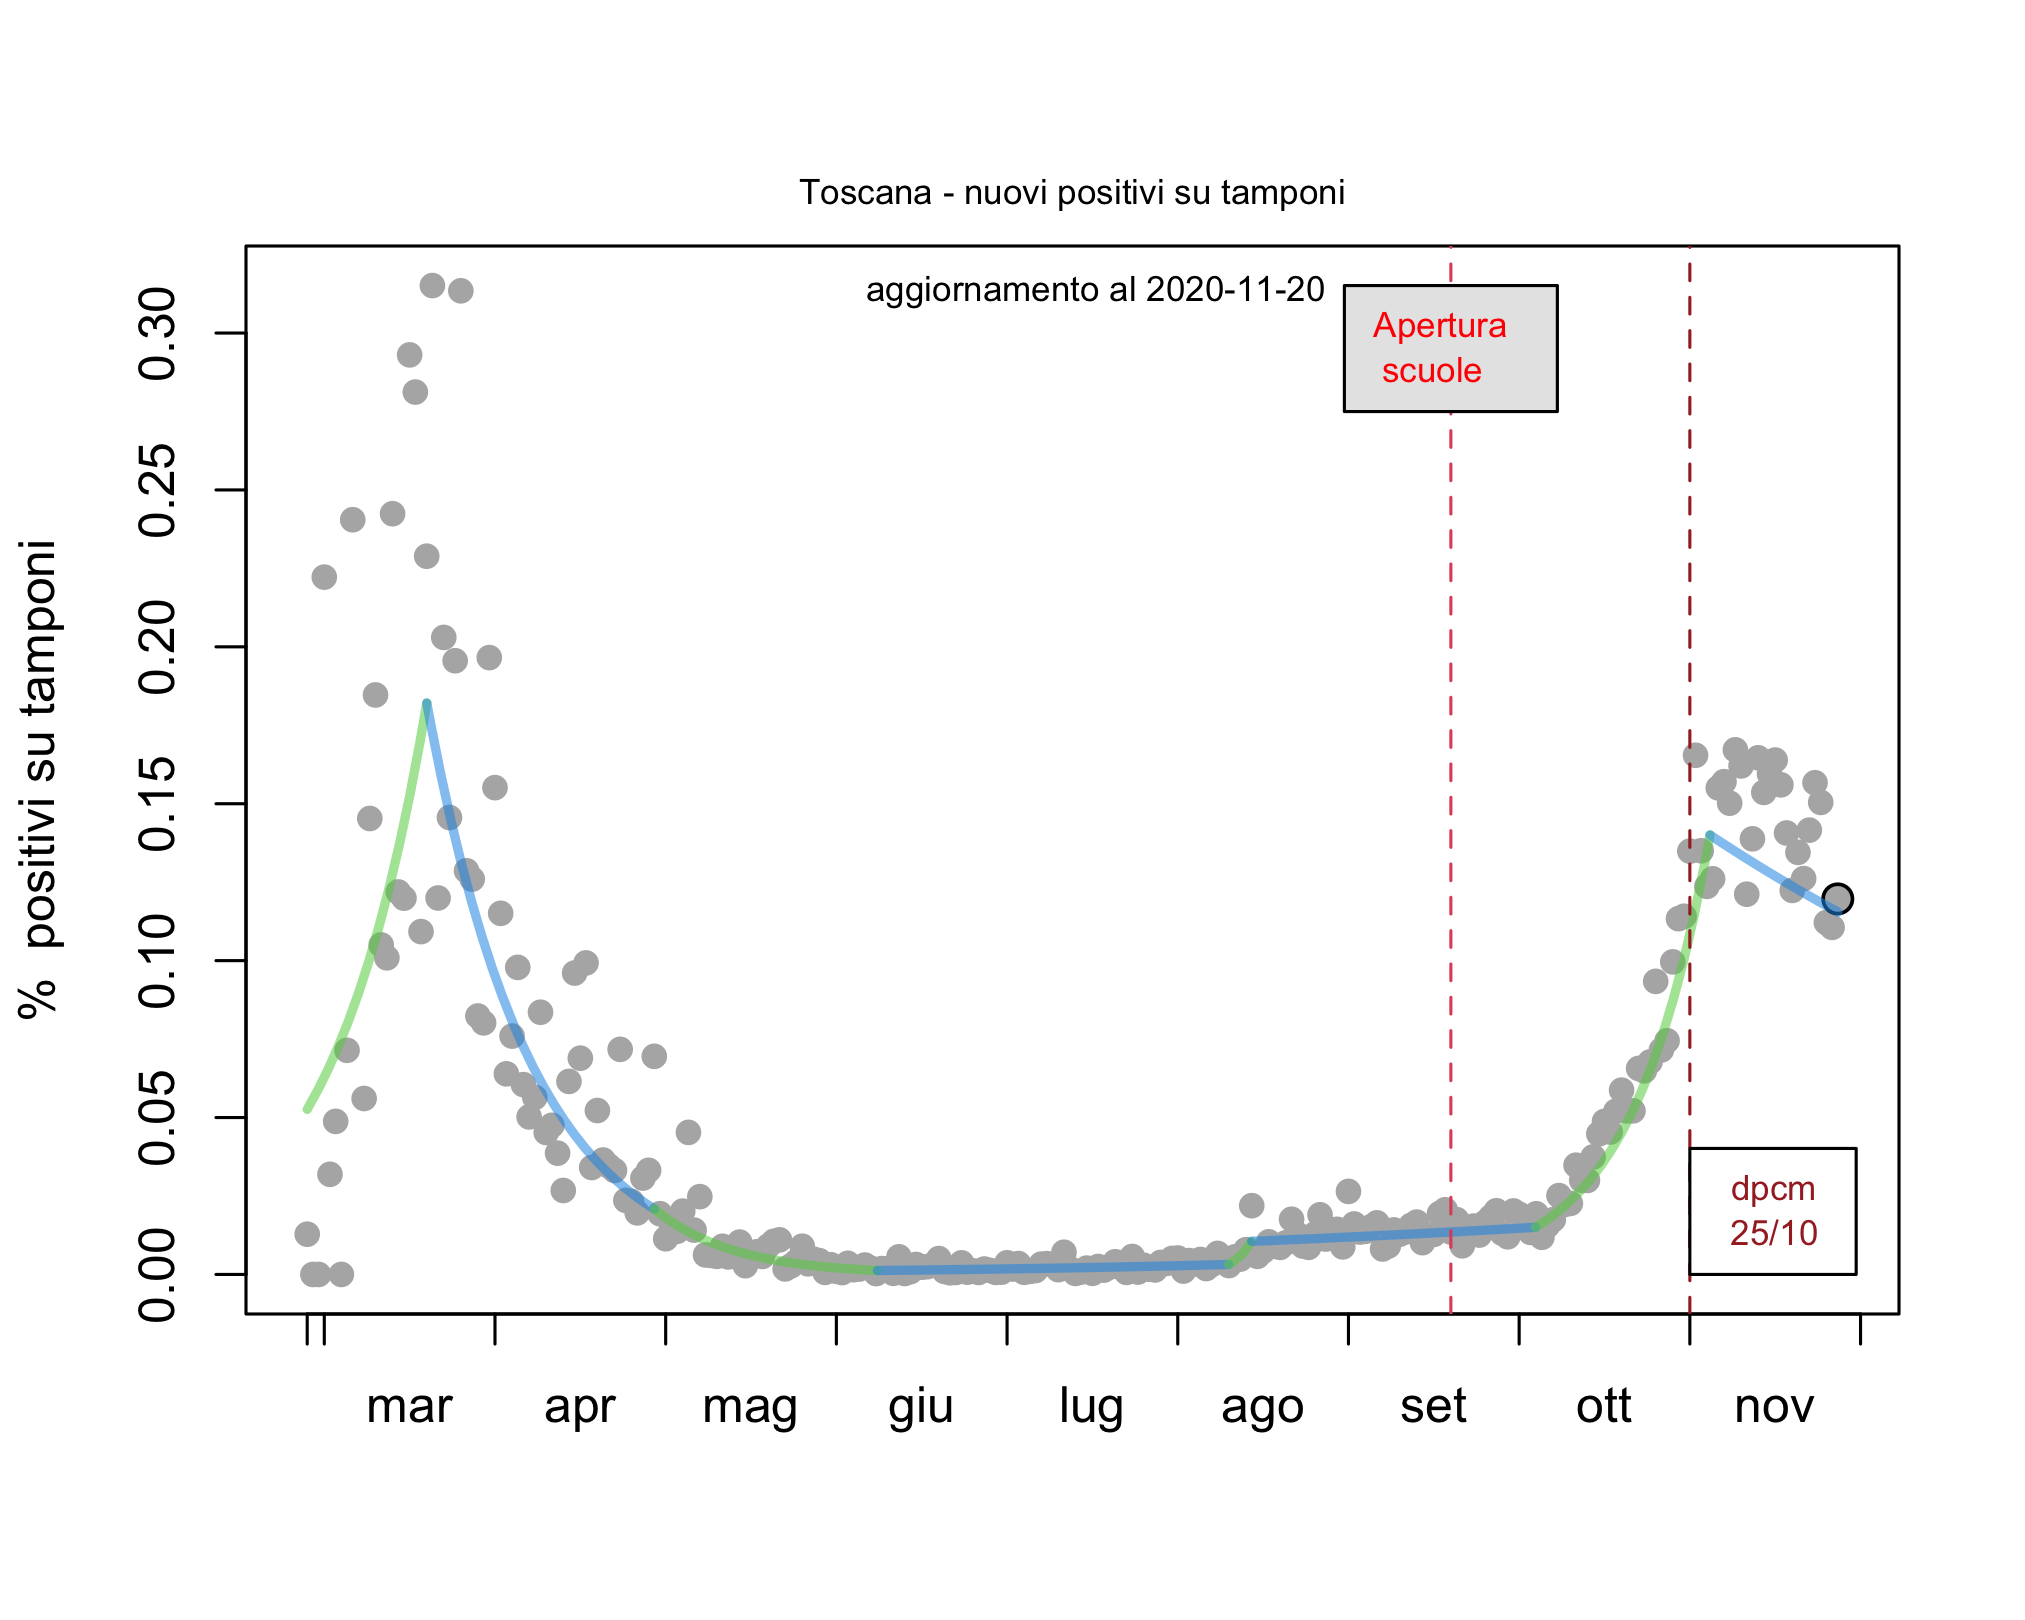 Toscana - nuovi positivi su tamponi
aggiornamento al 2020-11-20
Apertura
scuole
% positivi su tamponi
0.30
0.25
0.20
0.15
0.10
0.05
0.00
dpcm
25/10
mar apr mag giu lug ago set ott nov